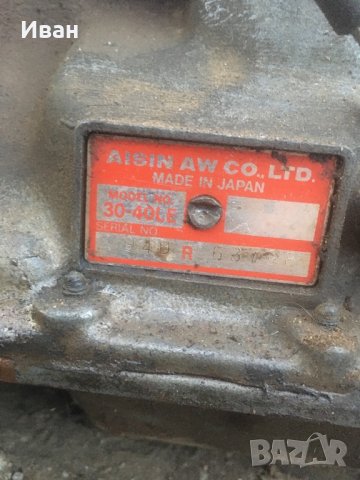 Иван
AISIN AW CO.,LTD.
MADE IN JAPAN
MODEL NO.
30-40LE
SERIAL NO
R
BAZAR